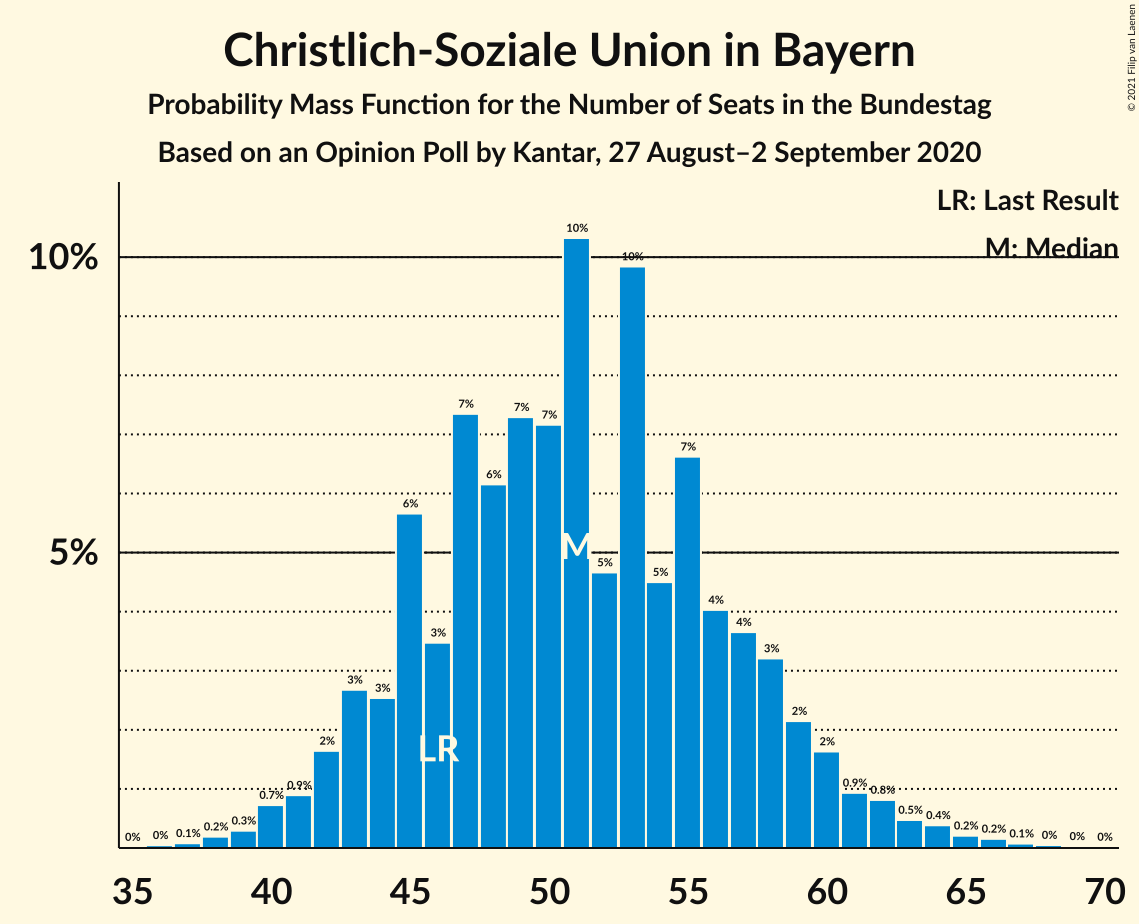 Christlich-Soziale Union in Bayern
Probability Mass Function for the Number of Seats in the Bundestag
Based on an Opinion Poll by Kantar, 27 August–2 September 2020
© 2021 Filip van Laenen
LR: Last Result
M: Median
10%
5%
0% 0% 0.1% 0.2% 0.3% 0.7% 0.9% 2% 3% 3% 6% 3% 7% 6% 7% 7% 10% 5% 10% 5% 7% 4% 4% 3% 2% 2% 0.9% 0.8% 0.5% 0.4% 0.2% 0.2% 0.1% 0% 0% 0%
M
LR
35 40 45 50 55 60 65 70